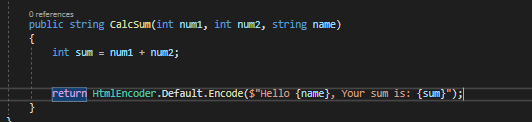 0 references
public string CalcSum(int num1, int num2, string name)
{
int sum = num1 + num2;
return HtmlEncoder.Default.Encode($"Hello {name}, Your sum is: {sum}");
}
}